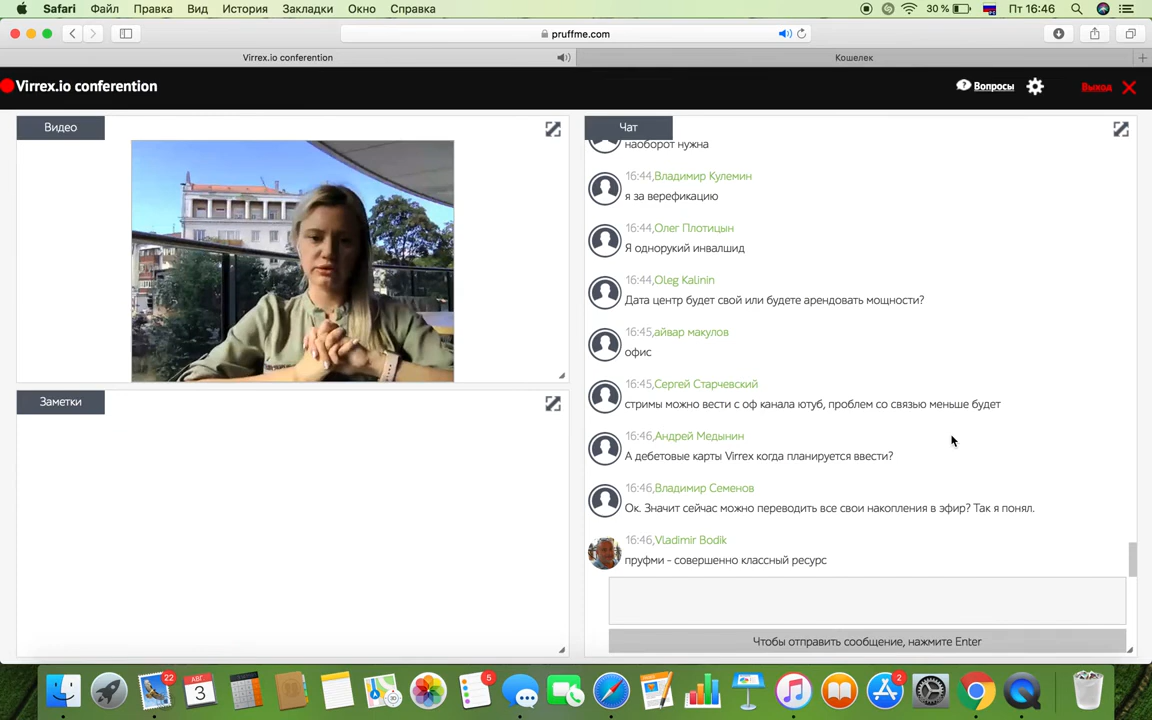 Safari Файл Правка Вид История Закладки Окно Справка 30 % Пт 16:46
pruffme.com
Virrex.io conferention Кошелек
Virrex.io conferention Вопросы Выход
Видео
Чат
наоборот нужна
16:44,Владимир Кулемин
я за верефикацию
16:44,Олег Плотицын
Я однорукий инвалшид
16:44,Oleg Kalinin
Дата центр будет свой или будете арендовать мощности?
16:45,айвар макулов
офис
16:45,Сергей Старчевский
стримы можно вести с оф канала ютуб, проблем со связью меньше будет
16:46,Андрей Медынин
А дебетовые карты Virrex когда планируется ввести?
16:46,Владимир Семенов
Ок. Значит сейчас можно переводить все свои накопления в эфир? Так я понял.
16:46,Vladimir Bodik
пруфми - совершенно классный ресурс
Чтобы отправить сообщение, нажмите Enter
Заметки
22
АВГ
3
5
2